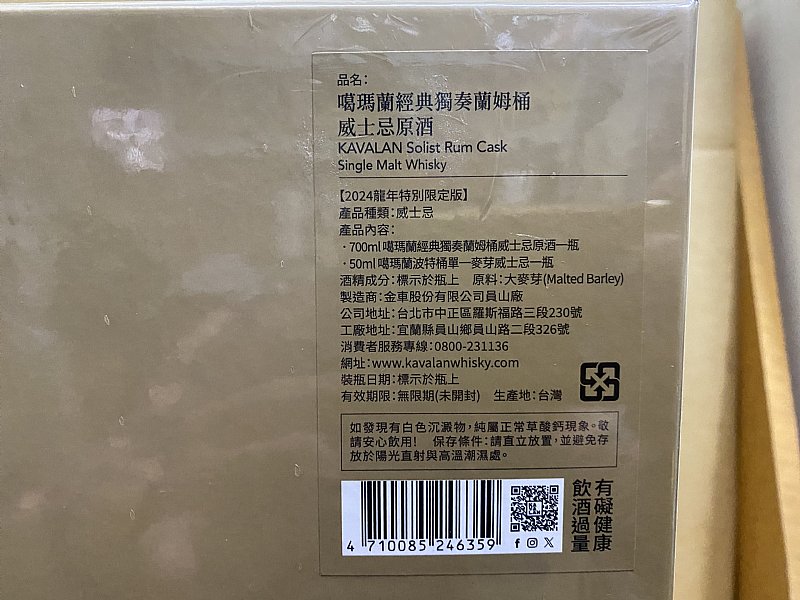 品名：
噶瑪蘭經典獨奏蘭姆桶
威士忌原酒
KAVALAN Solist Rum Cask
Single Malt Whisky
【2024龍年特別限定版】
產品種類：威士忌
產品內容：
·700ml 噶瑪蘭經典獨奏蘭姆桶威士忌原酒一瓶
·50ml 噶瑪蘭波特桶單一麥芽威士忌一瓶
酒精成分：標示於瓶上 原料：大麥芽(Malted Barley)
製造商：金車股份有限公司員山廠
公司地址：台北市中正區羅斯福路三段230號
工廠地址：宜蘭縣員山鄉員山路二段326號
消費者服務專線：0800-231136
網址：www.kavalanwhisky.com
裝瓶日期：標示於瓶上
有效期限：無限期(未開封) 生產地：台灣
如發現有白色沉澱物，純屬正常草酸鈣現象。敬
請安心飲用！ 保存條件：請直立放置，並避免存
放於陽光直射與高溫潮濕處。
4 710085 246359
飲酒過量
有礙健康